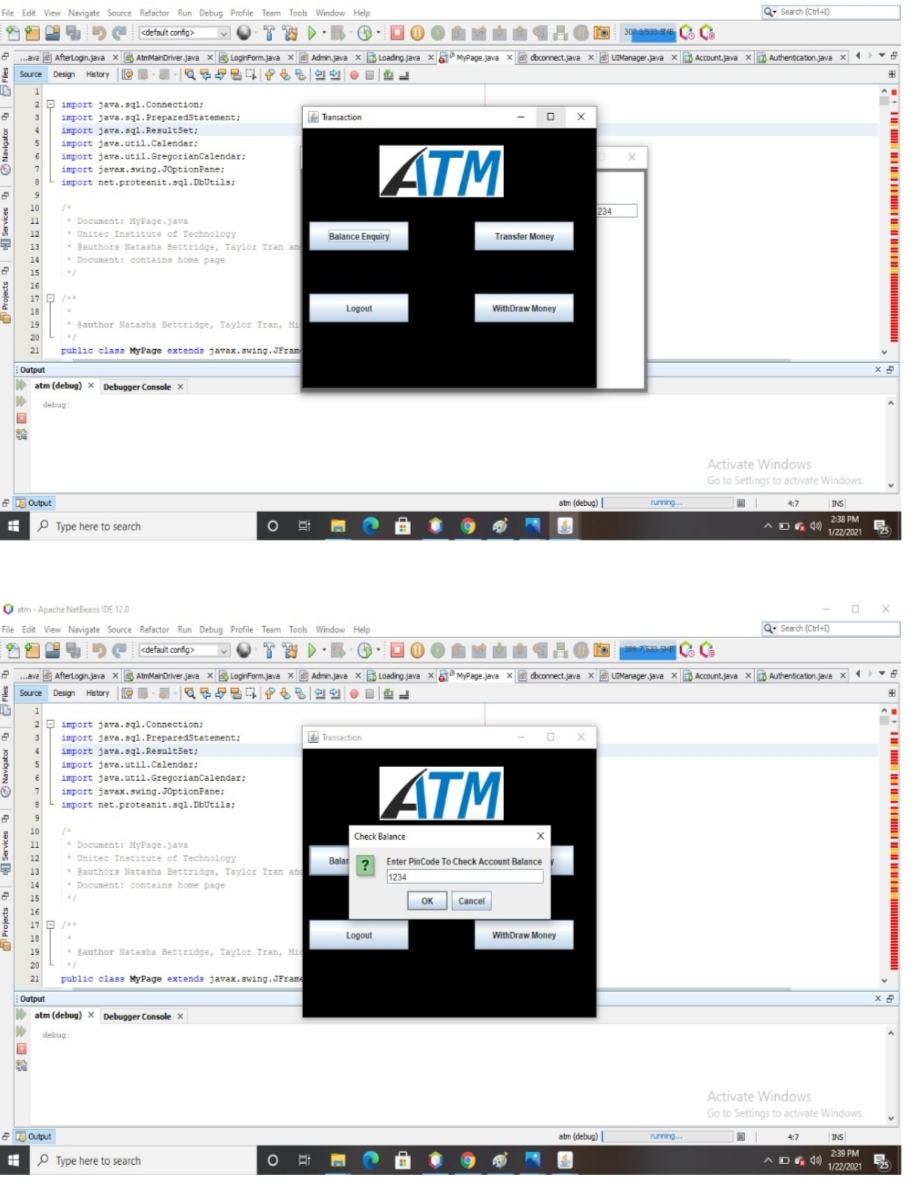 File Edit View Navigate Source Refactor Run Debug Profile Team Tools Window Help
Search (Ctrl+I)
<default config>
...ava AfterLogin.java X AtmMainDriver.java X LoginForm.java X Admin.java X Loading.java X MyPage.java X dbconnect.java X UIManager.java X Account.java X Authentication.java X
Source Design History
Files
Navigator
Services
Projects
1
2 import java.sql.Connection;
3 import java.sql.PreparedStatement;
4 import java.sql.ResultSet;
5 import java.util.Calendar;
6 import java.util.GregorianCalendar;
7 import javax.swing.JOptionPane;
8 import net.proteanit.sql.DbUtils;
9
10 /*
11 * Document: MyPage.java
12 * Unitec Institute of Technology
13 * @authors Natasha Bettridge, Taylor Tran an
14 * Document: contains home page
15 */
16
17 /**
18 *
19 * @author Natasha Bettridge, Taylor Tran, Mi
20 */
21 public class MyPage extends javax.swing.JFram
Transaction
ATM
234
Balance Enquiry
Transfer Money
Logout
WithDraw Money
Output
atm (debug) X Debugger Console X
debug:
Activate Windows
Go to Settings to activate Windows.
Output
atm (debug) running... 4:7 INS
Type here to search
2:38 PM
1/22/2021
25
atm - Apache NetBeans IDE 12.0
File Edit View Navigate Source Refactor Run Debug Profile Team Tools Window Help
Search (Ctrl+I)
<default config>
...ava AfterLogin.java X AtmMainDriver.java X LoginForm.java X Admin.java X Loading.java X MyPage.java X dbconnect.java X UIManager.java X Account.java X Authentication.java X
Source Design History
Files
Navigator
Services
Projects
1
2 import java.sql.Connection;
3 import java.sql.PreparedStatement;
4 import java.sql.ResultSet;
5 import java.util.Calendar;
6 import java.util.GregorianCalendar;
7 import javax.swing.JOptionPane;
8 import net.proteanit.sql.DbUtils;
9
10 /*
11 * Document: MyPage.java
12 * Unitec Institute of Technology
13 * @authors Natasha Bettridge, Taylor Tran an
14 * Document: contains home page
15 */
16
17 /**
18 *
19 * @author Natasha Bettridge, Taylor Tran, Mi
20 */
21 public class MyPage extends javax.swing.JFrame
Transaction
ATM
Check Balance
Balan
y
Enter PinCode To Check Account Balance
1234
OK Cancel
Logout
WithDraw Money
Output
atm (debug) X Debugger Console X
debug:
Activate Windows
Go to Settings to activate Windows.
Output
atm (debug) running... 4:7 INS
Type here to search
2:39 PM
1/22/2021
25